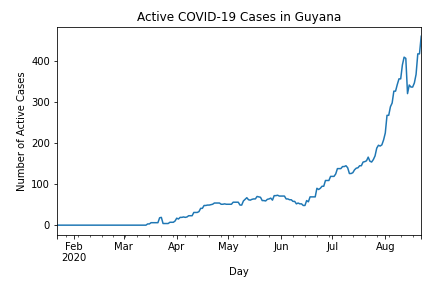 Active COVID-19 Cases in Guyana
Number of Active Cases
400
300
200
100
0
Feb Mar Apr May Jun Jul Aug
2020
Day